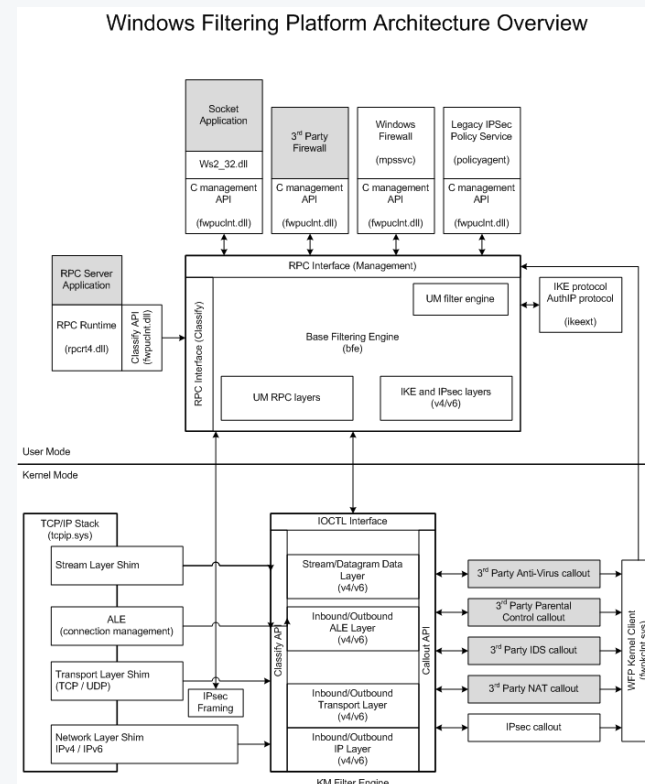 Windows Filtering Platform Architecture Overview
Socket
Application
Ws2_32.dll
C management
API
(fwpuclnt.dll)
3rd Party
Firewall
C management
API
(fwpuclnt.dll)
Windows
Firewall
(mpssvc)
C management
API
(fwpuclnt.dll)
Legacy IPSec
Policy Service
(policyagent)
C management
API
(fwpuclnt.dll)
RPC Server
Application
RPC Runtime
(rpcrt4.dll)
Classify API
(fwpuclnt.dll)
RPC Interface (Management)
RPC Interface (Classify)
UM filter engine
Base Filtering Engine
(bfe)
UM RPC layers
IKE and IPsec layers
(v4/v6)
IKE protocol
AuthIP protocol
(ikeext)
User Mode
Kernel Mode
TCP/IP Stack
(tcpip.sys)
Stream Layer Shim
ALE
(connection management)
Transport Layer Shim
(TCP / UDP)
Network Layer Shim
IPv4 / IPv6
IPsec
Framing
IOCTL Interface
Classify API
Stream/Datagram Data
Layer
(v4/v6)
Inbound/Outbound
ALE Layer
(v4/v6)
Inbound/Outbound
Transport Layer
(v4/v6)
Inbound/Outbound
IP Layer
(v4/v6)
Callout API
KM Filter Engine
3rd Party Anti-Virus callout
3rd Party Parental
Control callout
3rd Party IDS callout
3rd Party NAT callout
IPsec callout
WFP Kernel Client